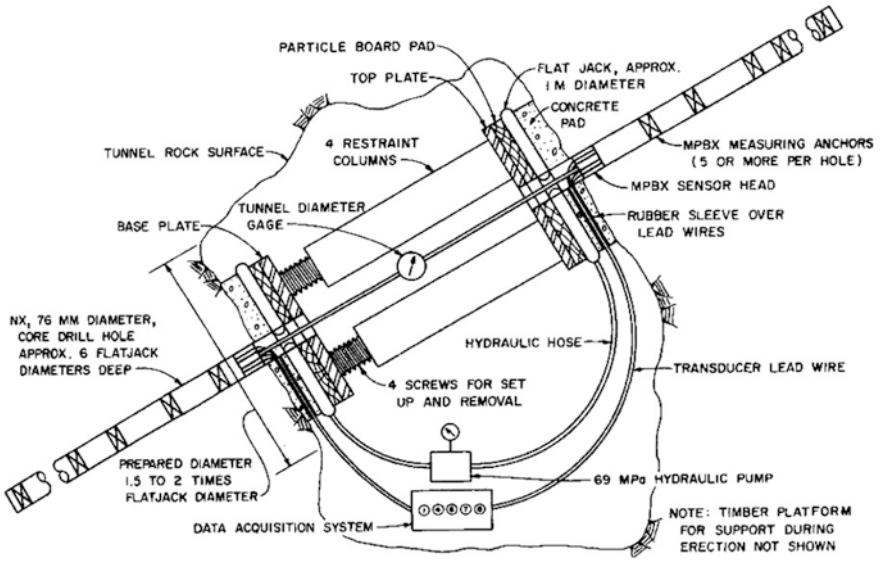 PARTICLE BOARD PAD
TOP PLATE
FLAT JACK, APPROX.
1 M DIAMETER
CONCRETE
PAD
TUNNEL ROCK SURFACE
4 RESTRAINT
COLUMNS
MPBX MEASURING ANCHORS
(5 OR MORE PER HOLE)
MPBX SENSOR HEAD
TUNNEL DIAMETER
GAGE
BASE PLATE
RUBBER SLEEVE OVER
LEAD WIRES
NX, 76 MM DIAMETER,
CORE DRILL HOLE
APPROX. 6 FLATJACK
DIAMETERS DEEP
HYDRAULIC HOSE
TRANSDUCER LEAD WIRE
4 SCREWS FOR SET
UP AND REMOVAL
PREPARED DIAMETER
1.5 TO 2 TIMES
FLATJACK DIAMETER
69 MPa HYDRAULIC PUMP
DATA ACQUISITION SYSTEM
NOTE: TIMBER PLATFORM
FOR SUPPORT DURING
ERECTION NOT SHOWN